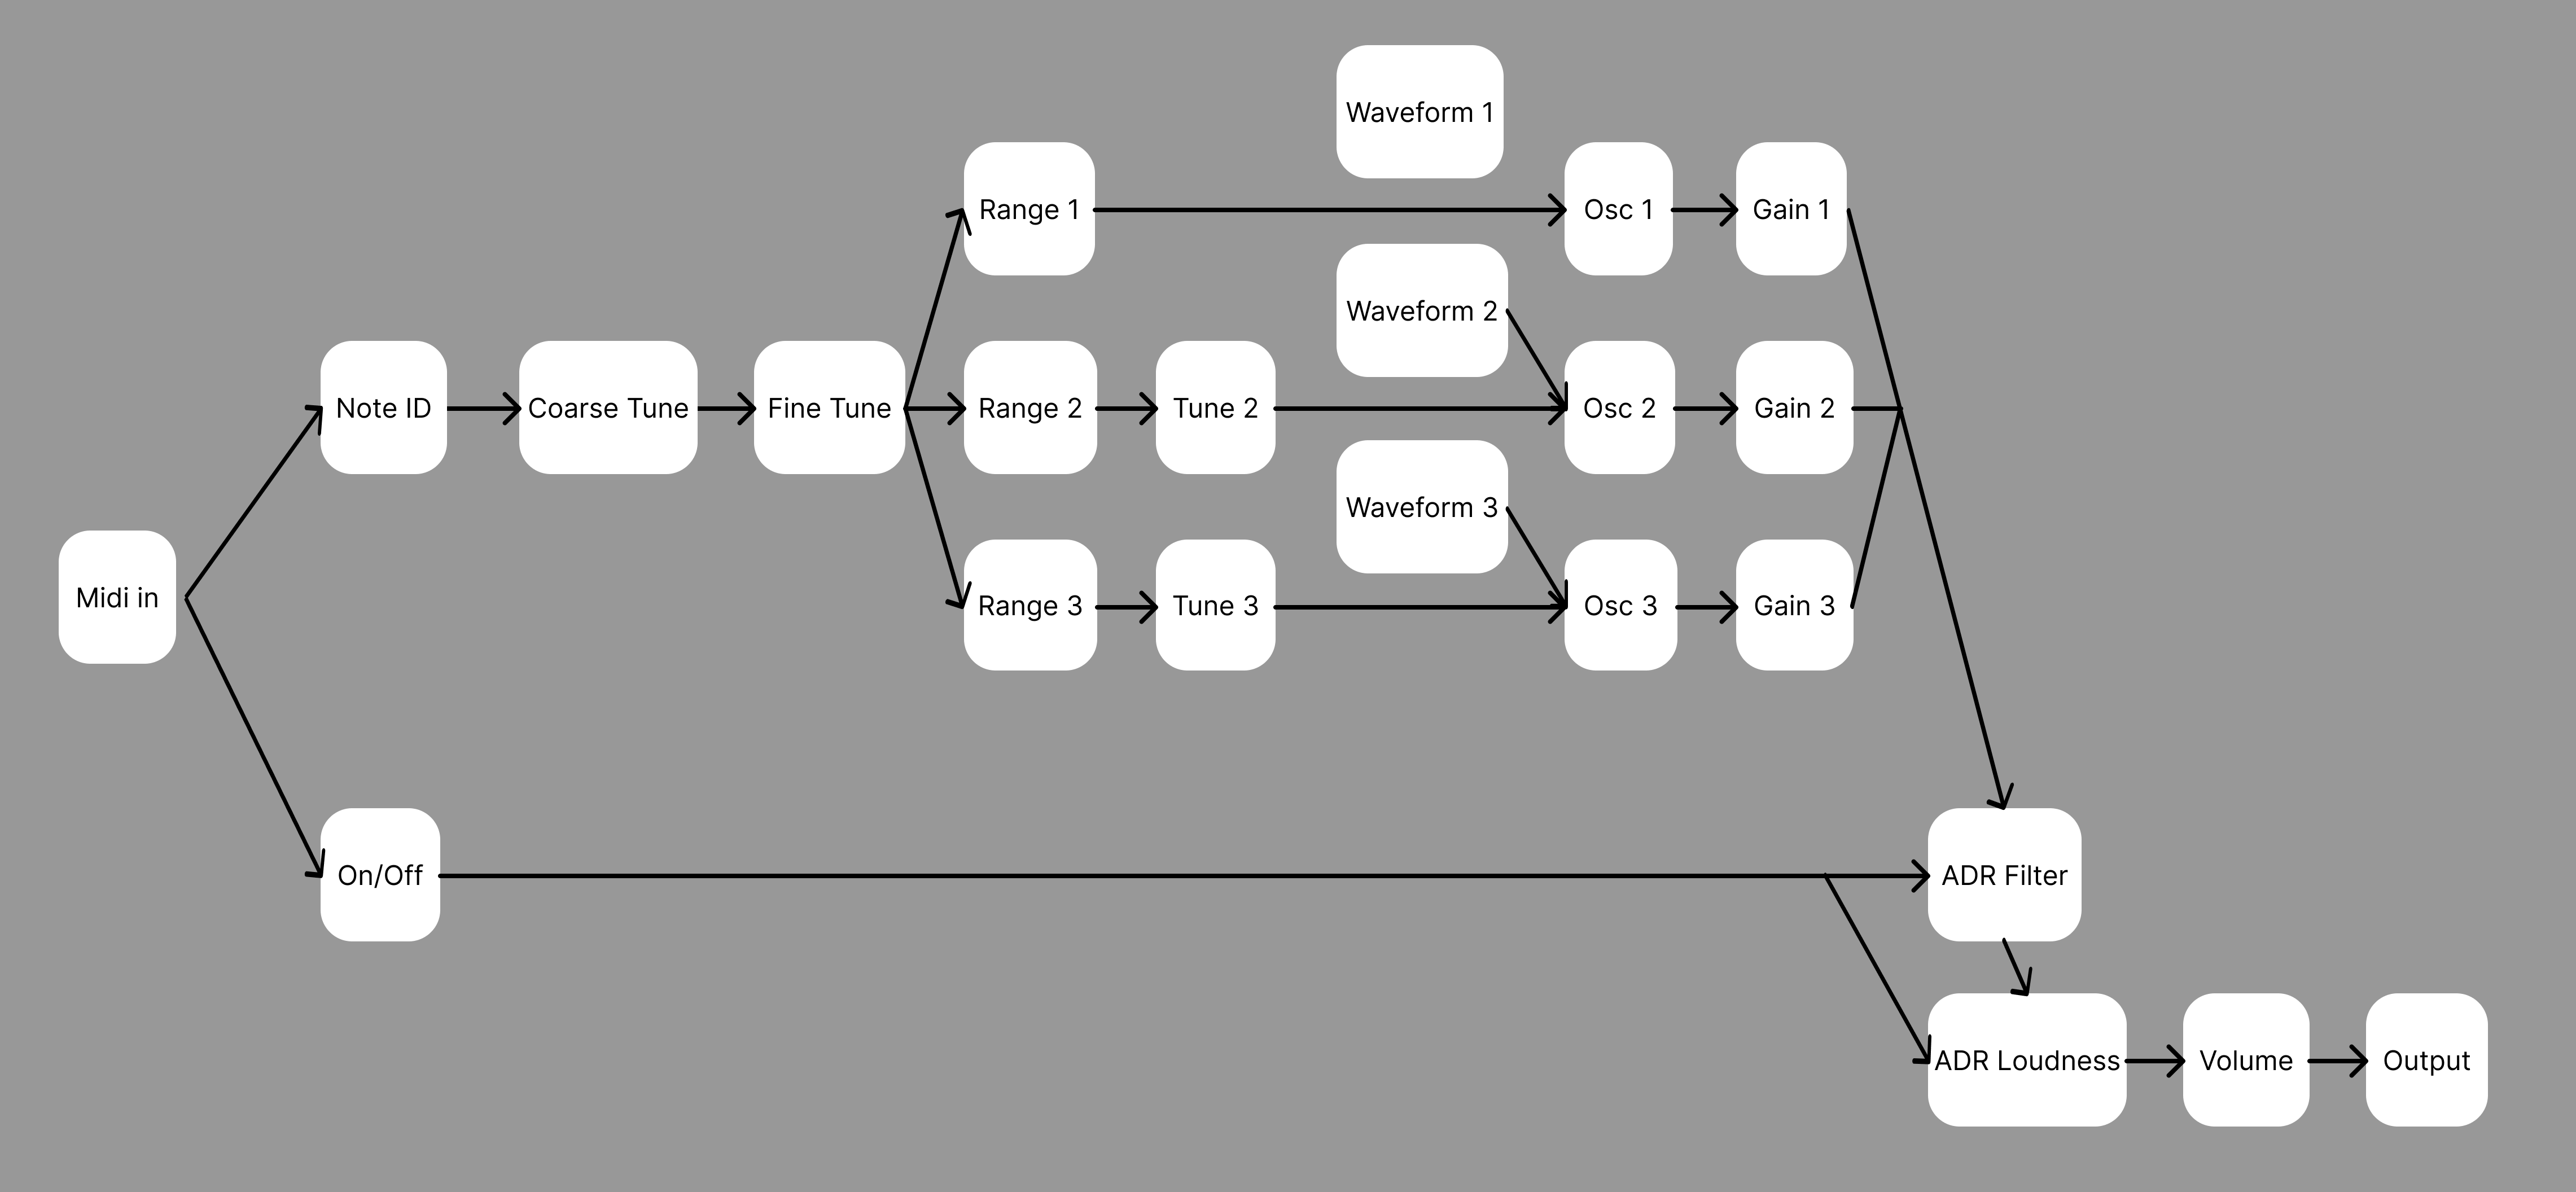 Waveform 1
Range 1
Osc 1
Gain 1
Waveform 2
Note ID
Coarse Tune
Fine Tune
Range 2
Tune 2
Osc 2
Gain 2
Waveform 3
Midi in
Range 3
Tune 3
Osc 3
Gain 3
On/Off
ADR Filter
ADR Loudness
Volume
Output